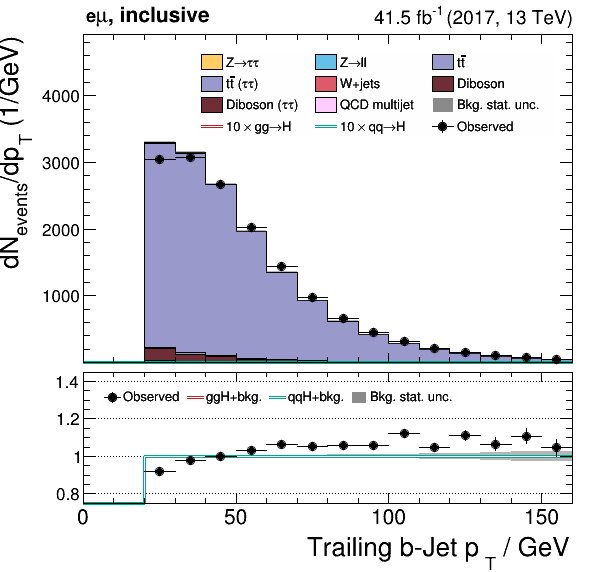 eμ, inclusive 41.5 fb⁻¹ (2017, 13 TeV)
dN_events/dp_T (1/GeV)
Z→ττ Z→ll tt̄
tt̄ (ττ) W+jets Diboson
Diboson (ττ) QCD multijet Bkg. stat. unc.
10 × gg→H 10 × qq→H Observed
4000
3000
2000
1000
Observed ggH+bkg. qqH+bkg. Bkg. stat. unc.
1.4
1.2
1
0.8
0 50 100 150
Trailing b-Jet p_T / GeV